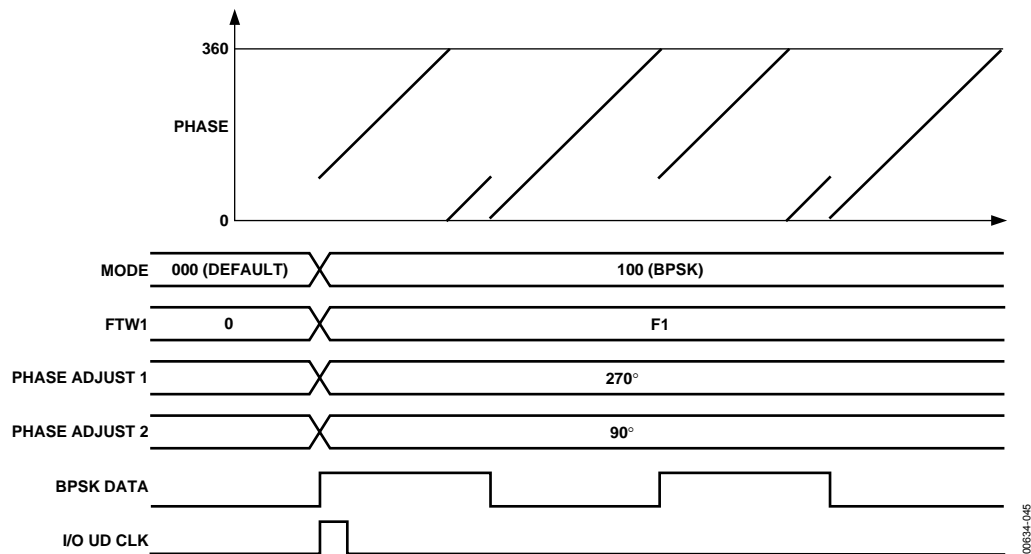 360
PHASE
0
MODE 000 (DEFAULT) 100 (BPSK)
FTW1 0 F1
PHASE ADJUST 1 270°
PHASE ADJUST 2 90°
BPSK DATA
I/O UD CLK
00634-045